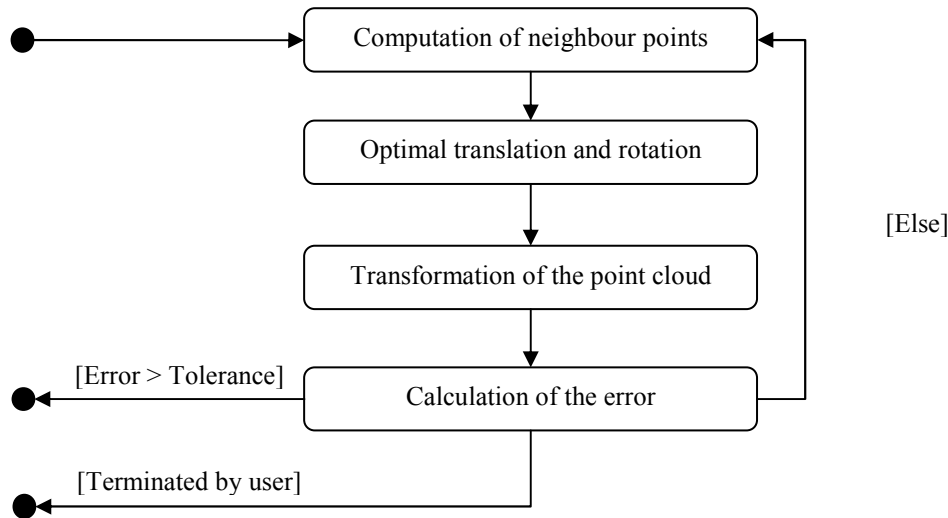 Computation of neighbour points
Optimal translation and rotation
[Else]
Transformation of the point cloud
[Error > Tolerance]
Calculation of the error
[Terminated by user]